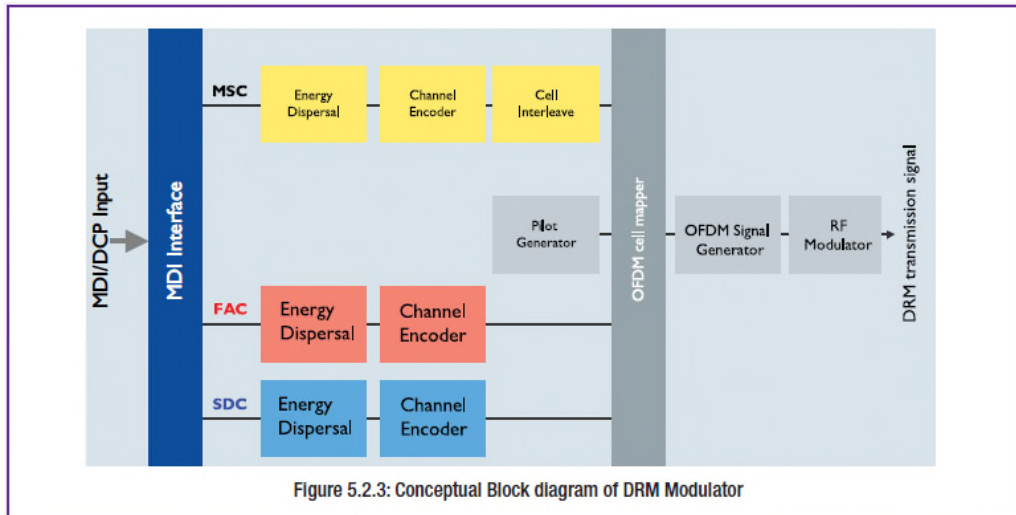 MDI/DCP Input
MDI Interface
MSC
Energy
Dispersal
Channel
Encoder
Cell
Interleave
Pilot
Generator
FAC
Energy
Dispersal
Channel
Encoder
SDC
Energy
Dispersal
Channel
Encoder
OFDM cell mapper
OFDM Signal
Generator
RF
Modulator
DRM transmission signal
Figure 5.2.3: Conceptual Block diagram of DRM Modulator